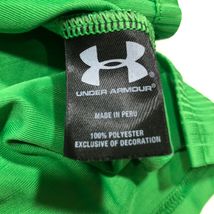 UNDER ARMOUR
MADE IN PERU
100% POLYESTER
EXCLUSIVE OF DECORATION